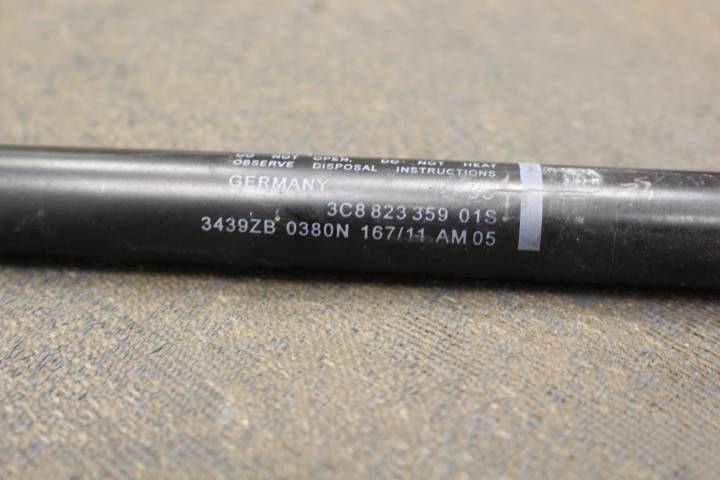 DO NOT OPEN. DO NOT HEAT
OBSERVE DISPOSAL INSTRUCTIONS
GERMANY
3C8 823 359 01S
3439ZB 0380N 167/11 AM 05